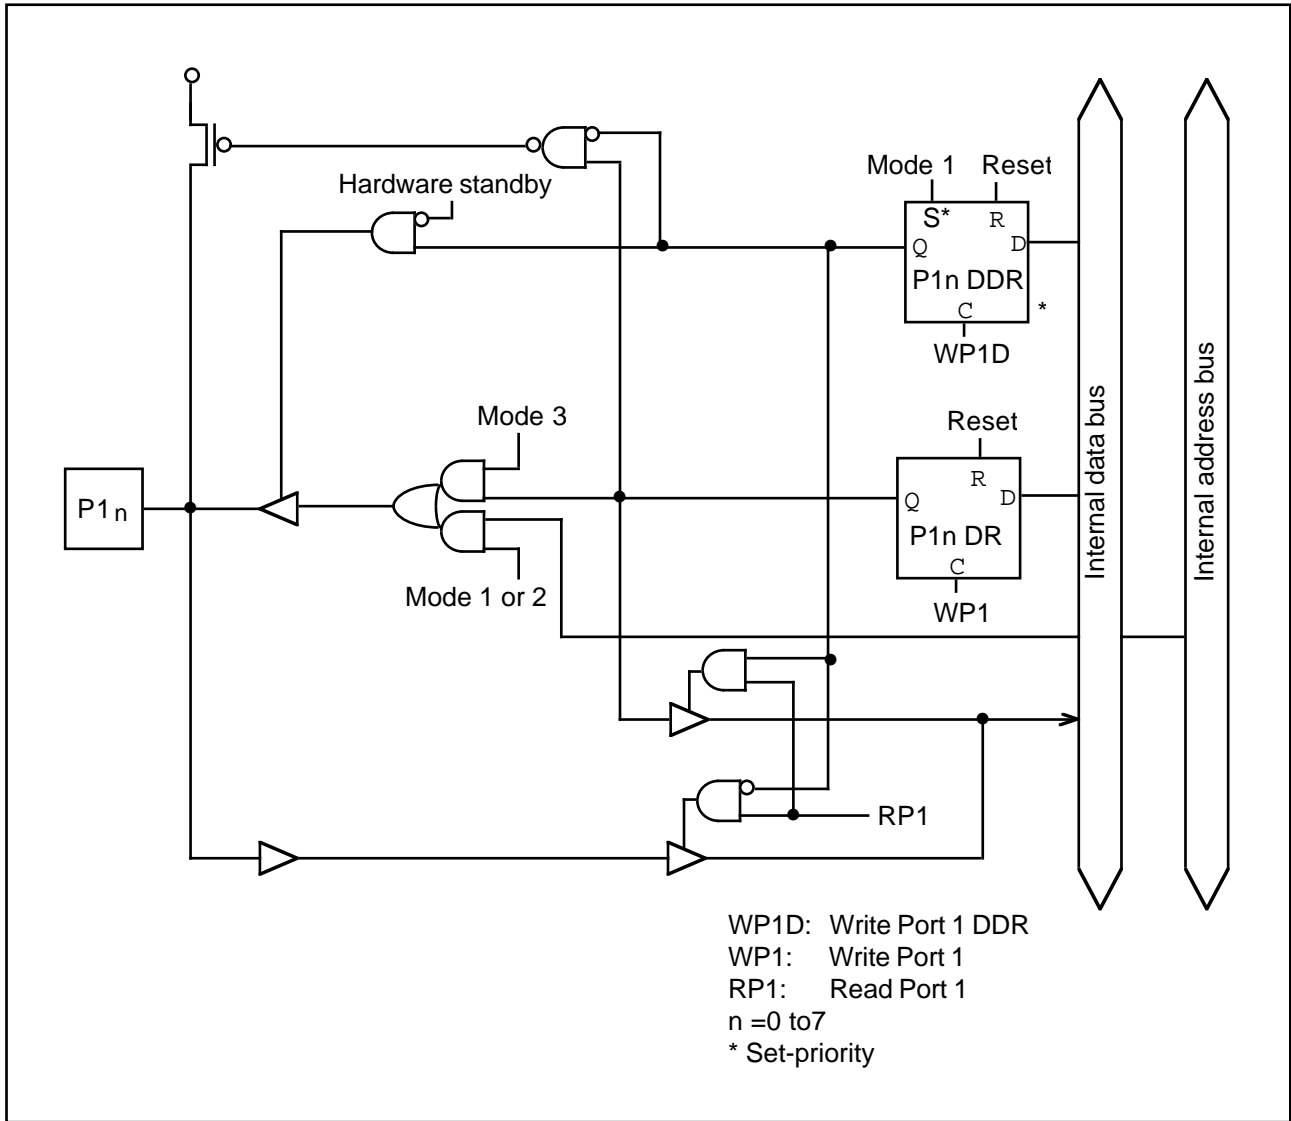 Hardware standby
Mode 1 Reset
S* R
Q D
P1n DDR
C *
WP1D
Mode 3
Reset
R
Q D
P1n DR
C
WP1
P1n
Mode 1 or 2
RP1
Internal data bus
Internal address bus
WP1D: Write Port 1 DDR
WP1: Write Port 1
RP1: Read Port 1
n =0 to7
* Set-priority